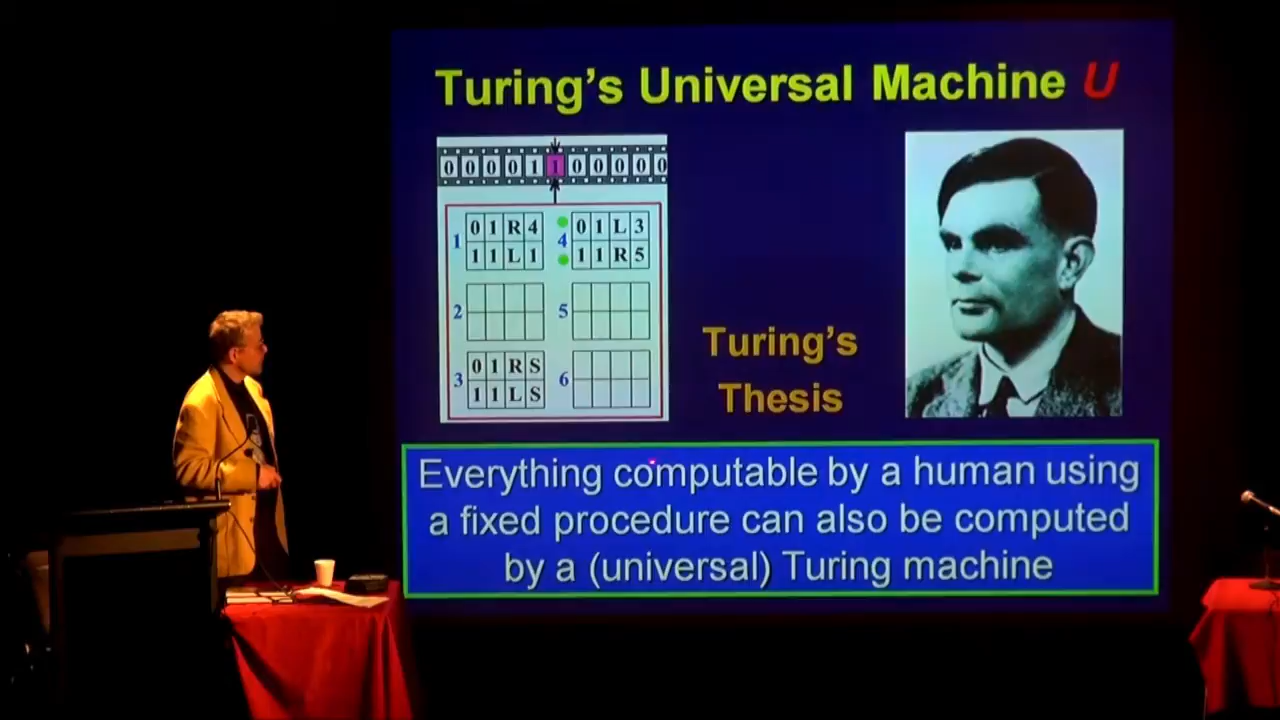 Turing's Universal Machine U
0 0 0 0 1 1 0 0 0 0 0
1 0 1 R 4
1 1 L 1
4 0 1 L 3
1 1 R 5
2
5
3 0 1 R S
1 1 L S
6
Turing's
Thesis
Everything computable by a human using
a fixed procedure can also be computed
by a (universal) Turing machine